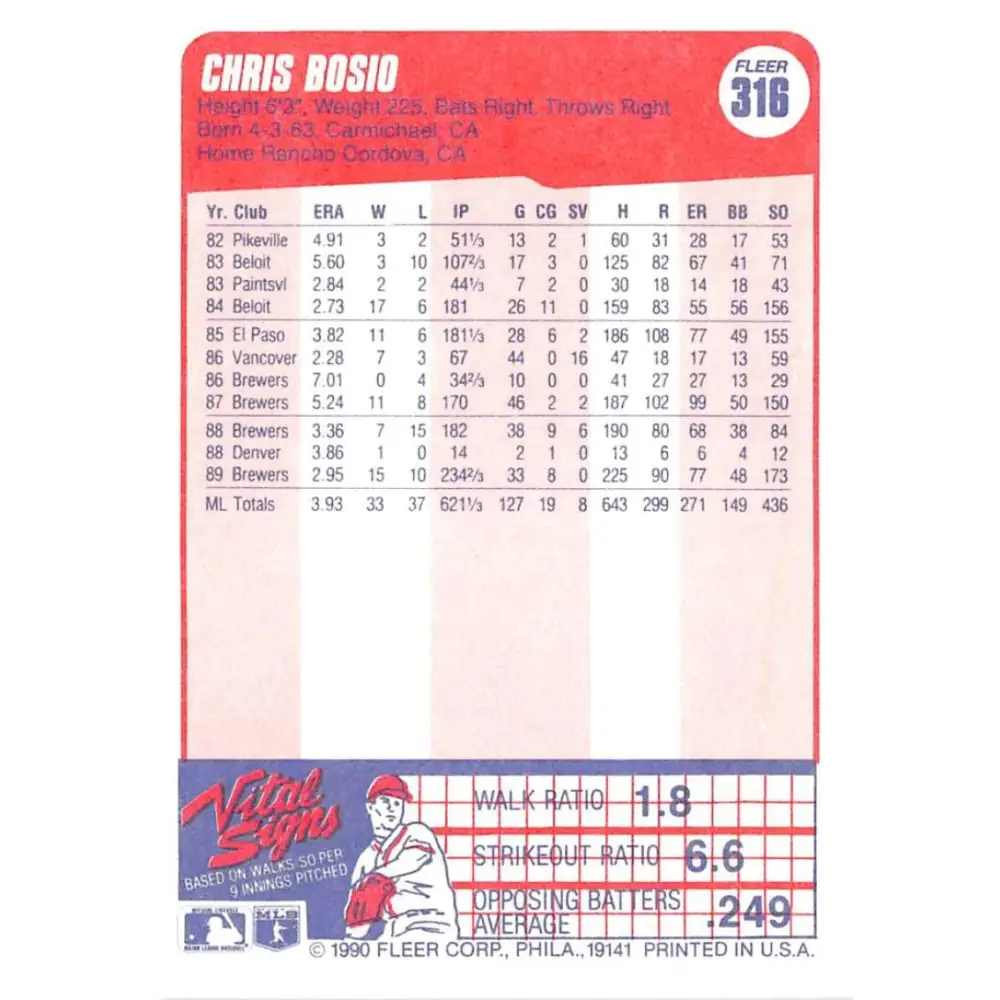 CHRIS BOSIO
FLEER
316
Height 6'3", Weight 225, Bats Right, Throws Right
Born 4-3-63, Carmichael, CA
Home Rancho Cordova, CA
Yr. Club ERA W L IP G CG SV H R ER BB SO
82 Pikeville 4.91 3 2 51⅓ 13 2 1 60 31 28 17 53
83 Beloit 5.60 3 10 107⅔ 17 3 0 125 82 67 41 71
83 Paintsvl 2.84 2 2 44⅓ 7 2 0 30 18 14 18 43
84 Beloit 2.73 17 6 181 26 11 0 159 83 55 56 156
85 El Paso 3.82 11 6 181⅓ 28 6 2 186 108 77 49 155
86 Vancover 2.28 7 3 67 44 0 16 47 18 17 13 59
86 Brewers 7.01 0 4 34⅔ 10 0 0 41 27 27 13 29
87 Brewers 5.24 11 8 170 46 2 2 187 102 99 50 150
88 Brewers 3.36 7 15 182 38 9 6 190 80 68 38 84
88 Denver 3.86 1 0 14 2 1 0 13 6 6 4 12
89 Brewers 2.95 15 10 234⅔ 33 8 0 225 90 77 48 173
ML Totals 3.93 33 37 621⅓ 127 19 8 643 299 271 149 436
Vital
Signs
BASED ON WALKS SO PER
9 INNINGS PITCHED
WALK RATIO 1.8
STRIKEOUT RATIO 6.6
OPPOSING BATTERS
AVERAGE .249
MLB
© 1990 FLEER CORP., PHILA., 19141 PRINTED IN U.S.A.